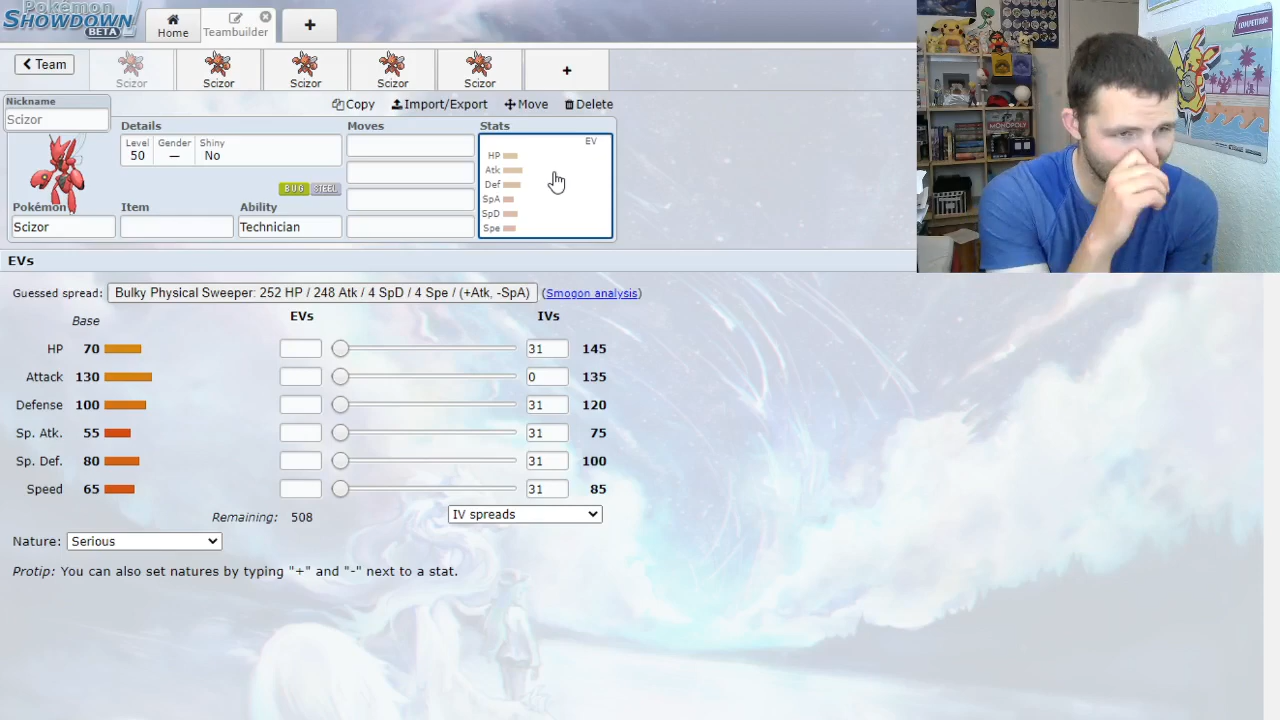 Pokémon
SHOWDOWN
BETA
Home
Teambuilder
+
Team
Scizor
Scizor
Scizor
Scizor
Scizor
+
Nickname
Scizor
Copy
Import/Export
Move
Delete
Details
Level
50
Gender
—
Shiny
No
BUG
STEEL
Pokémon
Scizor
Item
Ability
Technician
Moves
Stats
EV
HP
Atk
Def
SpA
SpD
Spe
EVs
Guessed spread: Bulky Physical Sweeper: 252 HP / 248 Atk / 4 SpD / 4 Spe / (+Atk, -SpA) (Smogon analysis)
Base EVs IVs
HP 70 31 145
Attack 130 0 135
Defense 100 31 120
Sp. Atk. 55 31 75
Sp. Def. 80 31 100
Speed 65 31 85
Remaining: 508
IV spreads
Nature: Serious
Protip: You can also set natures by typing "+" and "-" next to a stat.
MONOPOLY
COMPETITOR